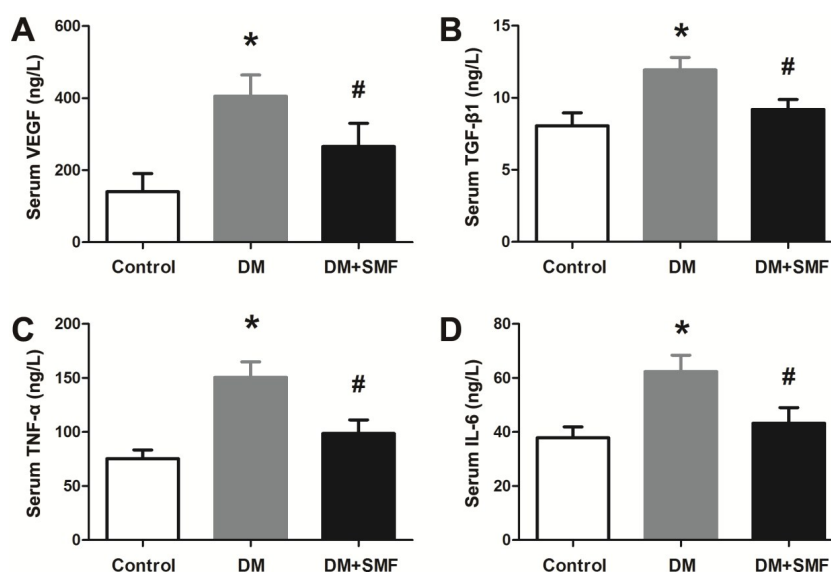 A
Serum VEGF (ng/L)
600
400
200
0
*
#
Control DM DM+SMF
B
Serum TGF-β1 (ng/L)
15
10
5
0
*
#
Control DM DM+SMF
C
Serum TNF-α (ng/L)
200
150
100
50
0
*
#
Control DM DM+SMF
D
Serum IL-6 (ng/L)
80
60
40
20
0
*
#
Control DM DM+SMF